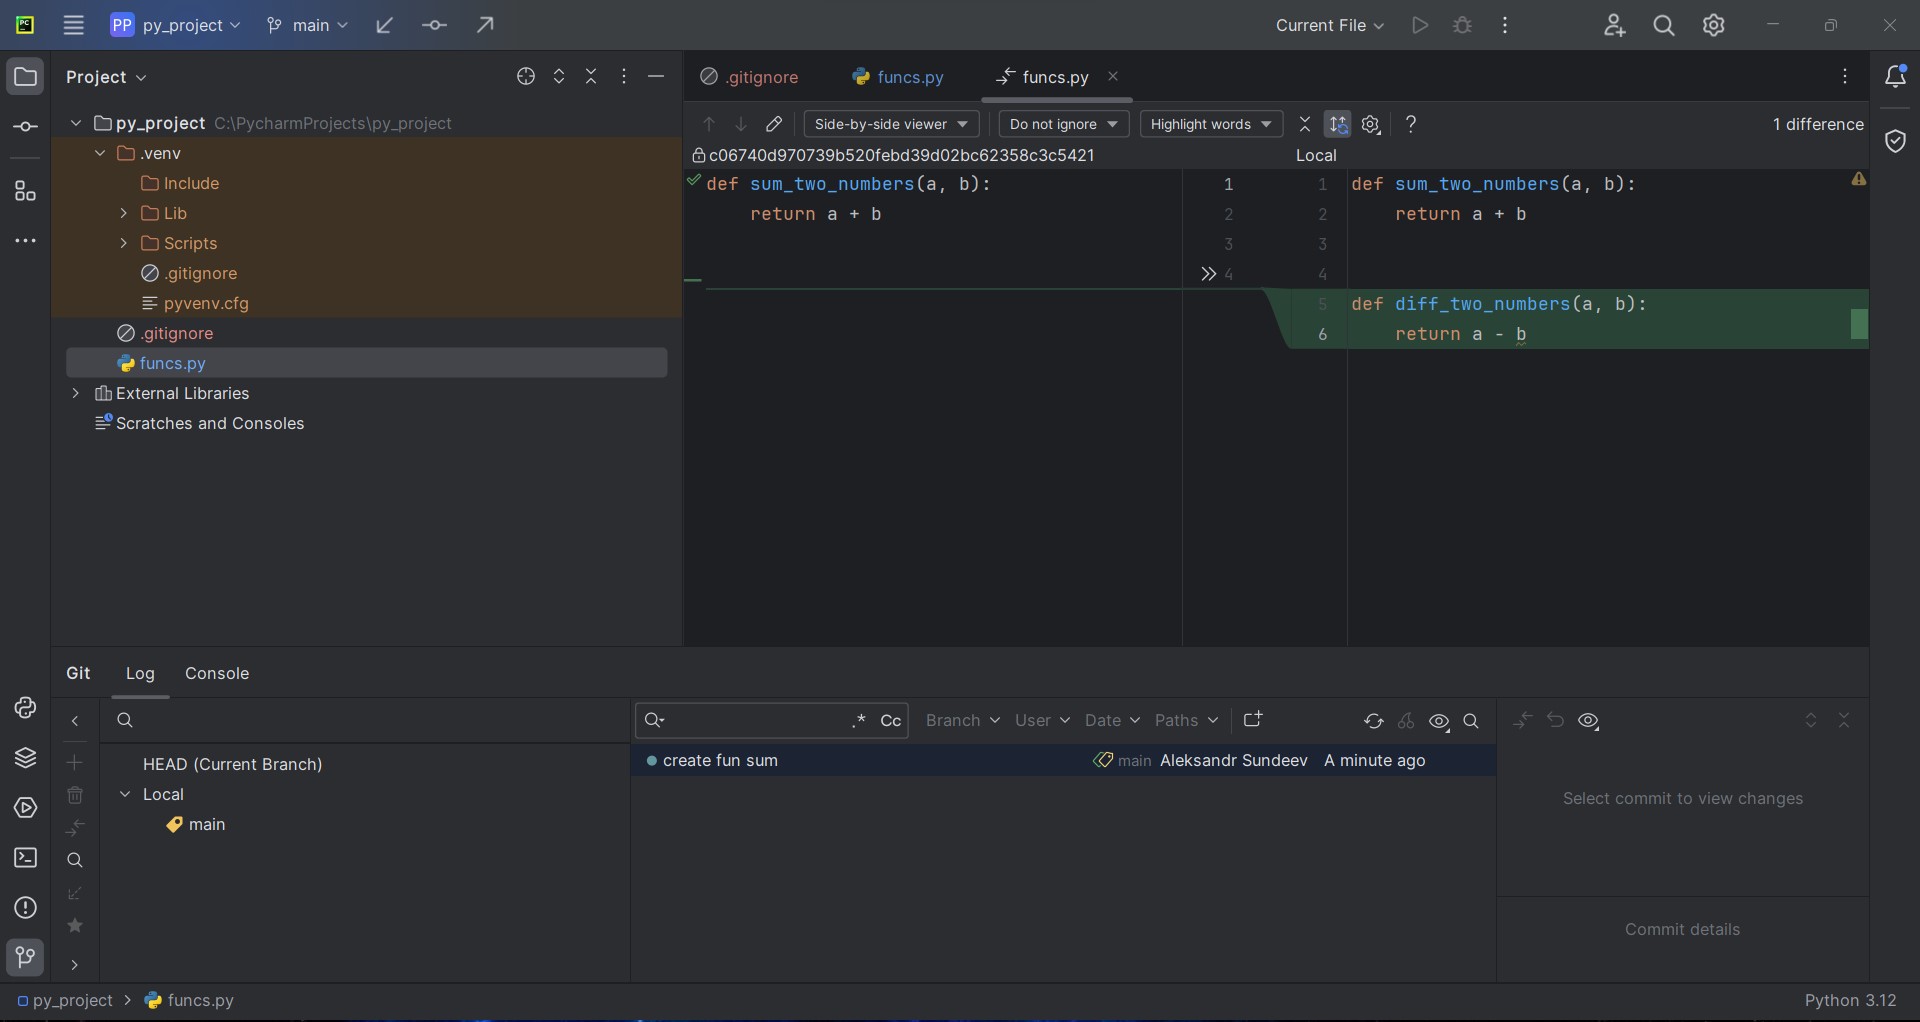 PC
PP py_project
main
Current File
Project
.gitignore
funcs.py
funcs.py
py_project C:\PycharmProjects\py_project
.venv
Include
Lib
Scripts
.gitignore
pyvenv.cfg
.gitignore
funcs.py
External Libraries
Scratches and Consoles
Side-by-side viewer
Do not ignore
Highlight words
?
1 difference
c06740d970739b520febd39d02bc62358c3c5421
Local
def sum_two_numbers(a, b):
return a + b
1
2
3
4
1 def sum_two_numbers(a, b):
2 return a + b
3
4
5 def diff_two_numbers(a, b):
6 return a - b
Git
Log
Console
.* Cc
Branch
User
Date
Paths
HEAD (Current Branch)
Local
main
create fun sum
main Aleksandr Sundeev A minute ago
Select commit to view changes
Commit details
py_project > funcs.py
Python 3.12